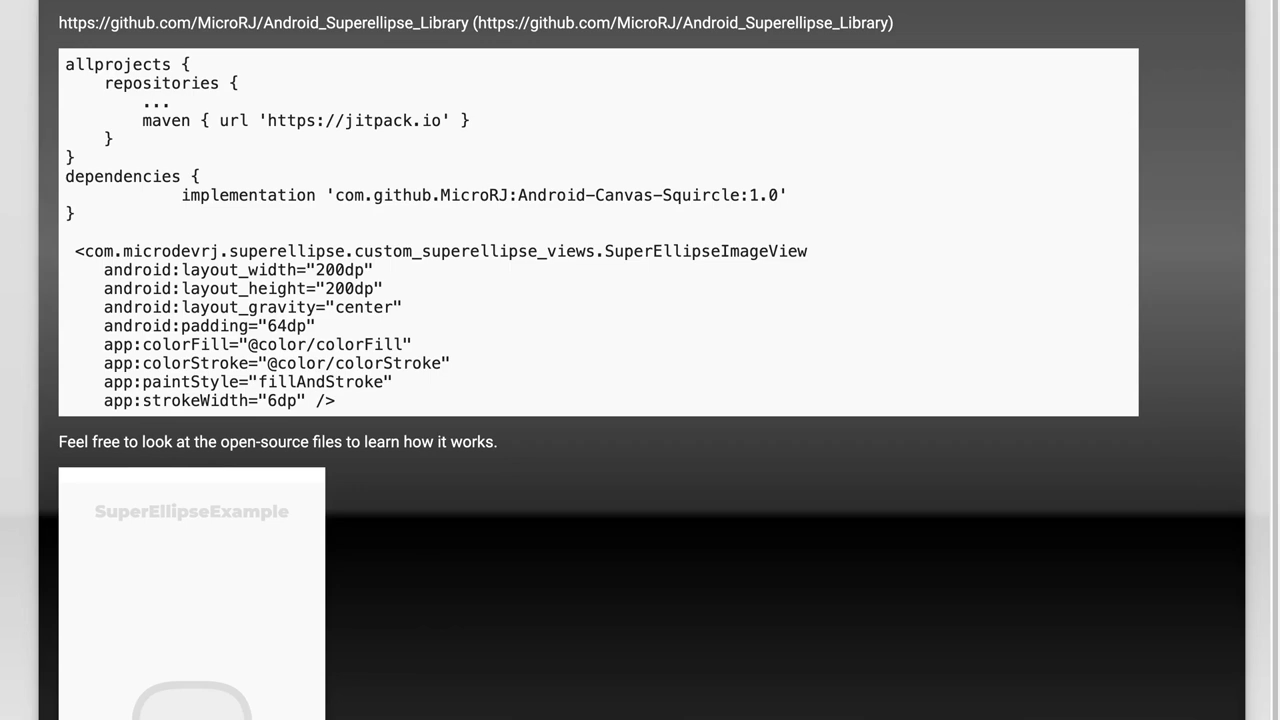 https://github.com/MicroRJ/Android_Superellipse_Library (https://github.com/MicroRJ/Android_Superellipse_Library)
allprojects {
    repositories {
        ...
        maven { url 'https://jitpack.io' }
    }
}
dependencies {
            implementation 'com.github.MicroRJ:Android-Canvas-Squircle:1.0'
}
 <com.microdevrj.superellipse.custom_superellipse_views.SuperEllipseImageView
    android:layout_width="200dp"
    android:layout_height="200dp"
    android:layout_gravity="center"
    android:padding="64dp"
    app:colorFill="@color/colorFill"
    app:colorStroke="@color/colorStroke"
    app:paintStyle="fillAndStroke"
    app:strokeWidth="6dp" />
Feel free to look at the open-source files to learn how it works.
SuperEllipseExample